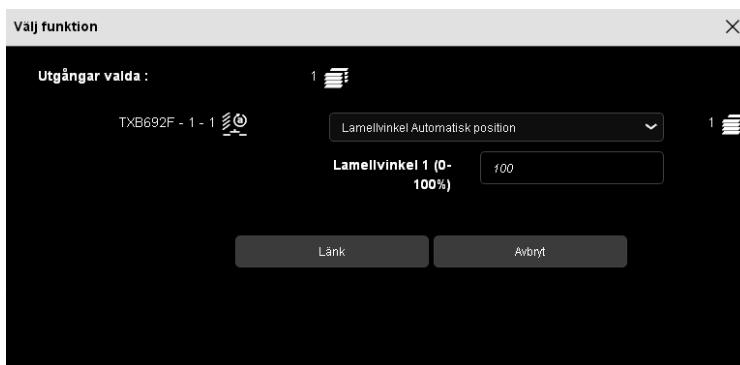 Välj funktion
Utgångar valda : 1
TXB692F - 1 - 1 Lamellvinkel Automatisk position 1
Lamellvinkel 1 (0-
100%)
100
Länk Avbryt